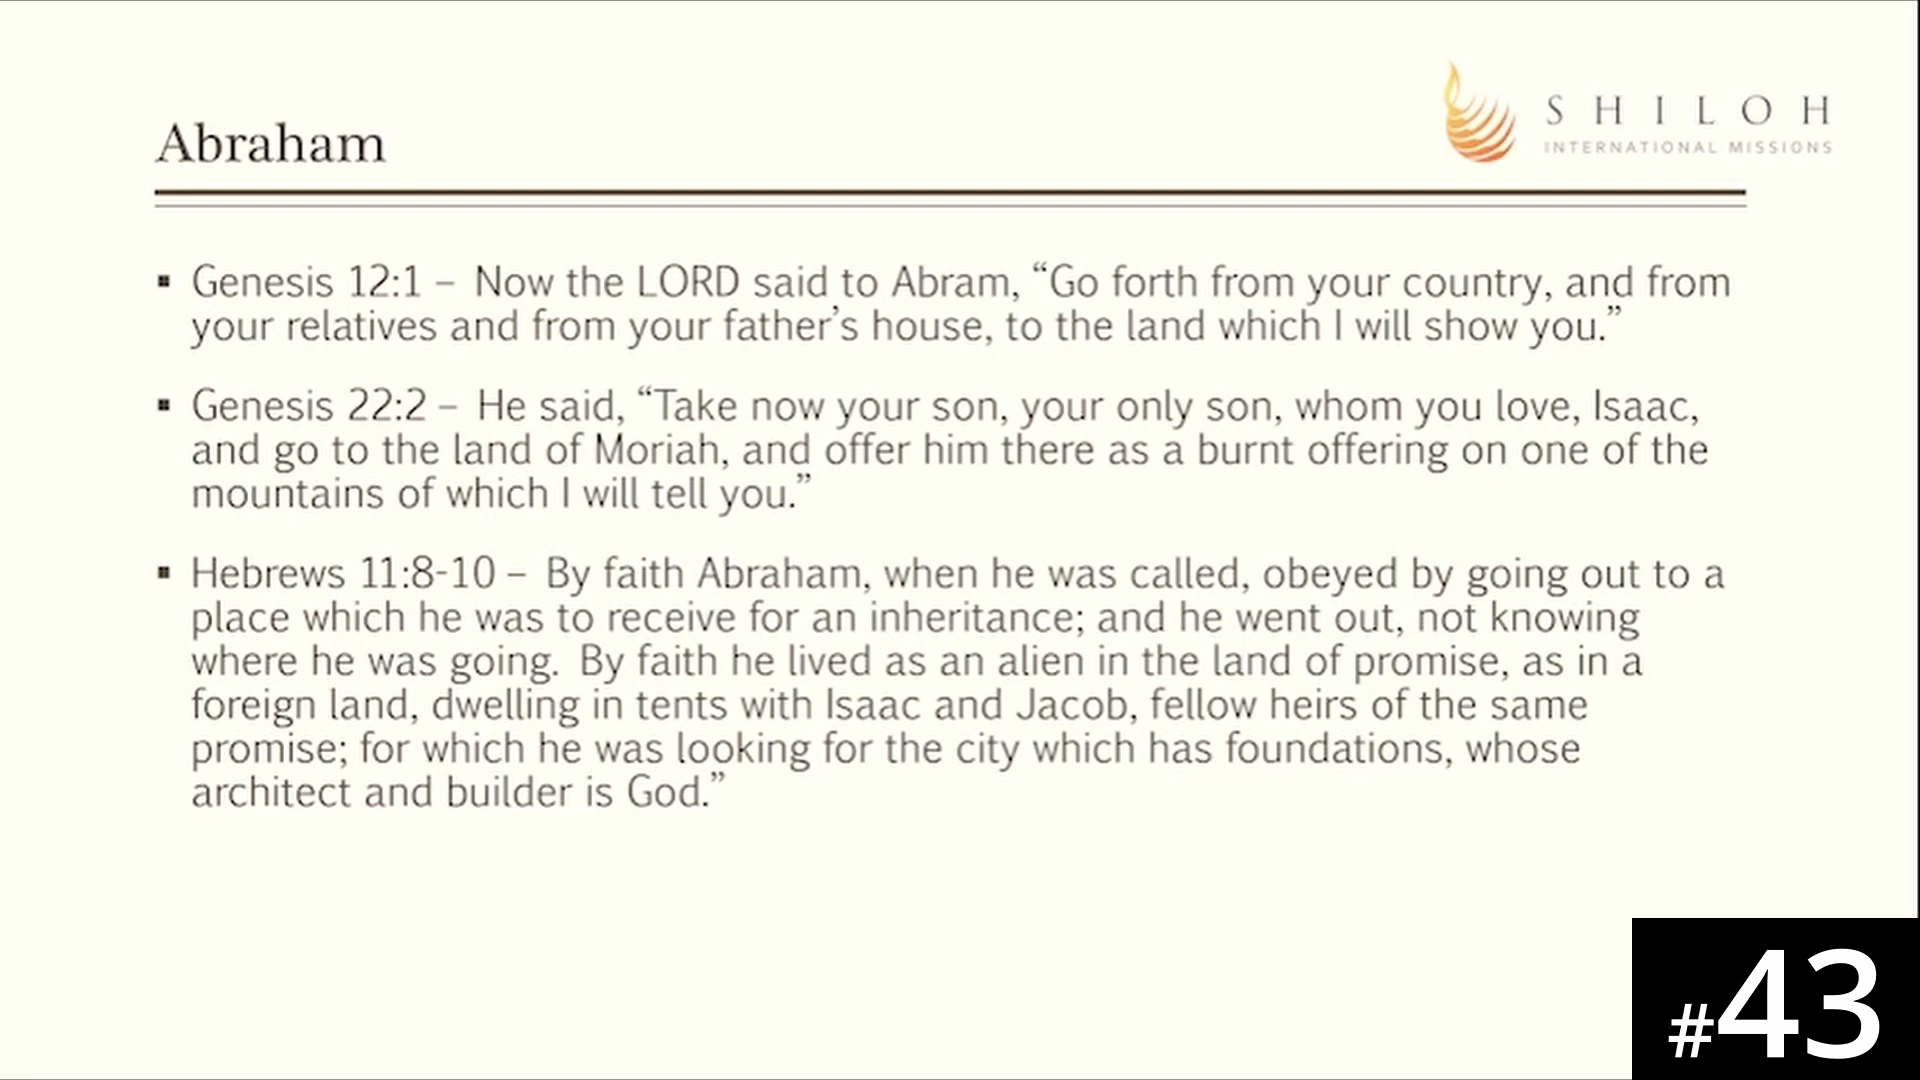 SHILOH
INTERNATIONAL MISSIONS
Abraham
▪ Genesis 12:1 – Now the LORD said to Abram, “Go forth from your country, and from
your relatives and from your father’s house, to the land which I will show you.”
▪ Genesis 22:2 – He said, “Take now your son, your only son, whom you love, Isaac,
and go to the land of Moriah, and offer him there as a burnt offering on one of the
mountains of which I will tell you.”
▪ Hebrews 11:8-10 – By faith Abraham, when he was called, obeyed by going out to a
place which he was to receive for an inheritance; and he went out, not knowing
where he was going. By faith he lived as an alien in the land of promise, as in a
foreign land, dwelling in tents with Isaac and Jacob, fellow heirs of the same
promise; for which he was looking for the city which has foundations, whose
architect and builder is God.”
#43